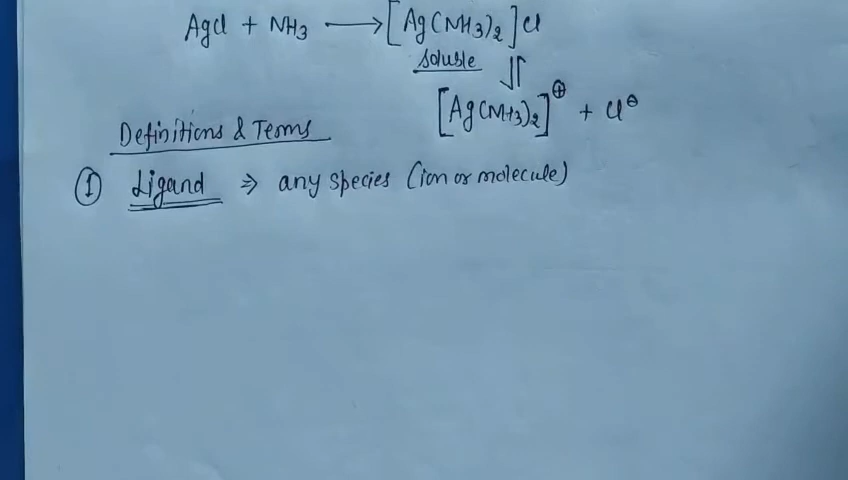 AgCl + NH3 ⟶ [Ag(NH3)2]Cl
soluble ⇌
[Ag(NH3)2]⊕ + Cl⊖
Definitions & Terms
① Ligand ⇒ any species (ion or molecule)